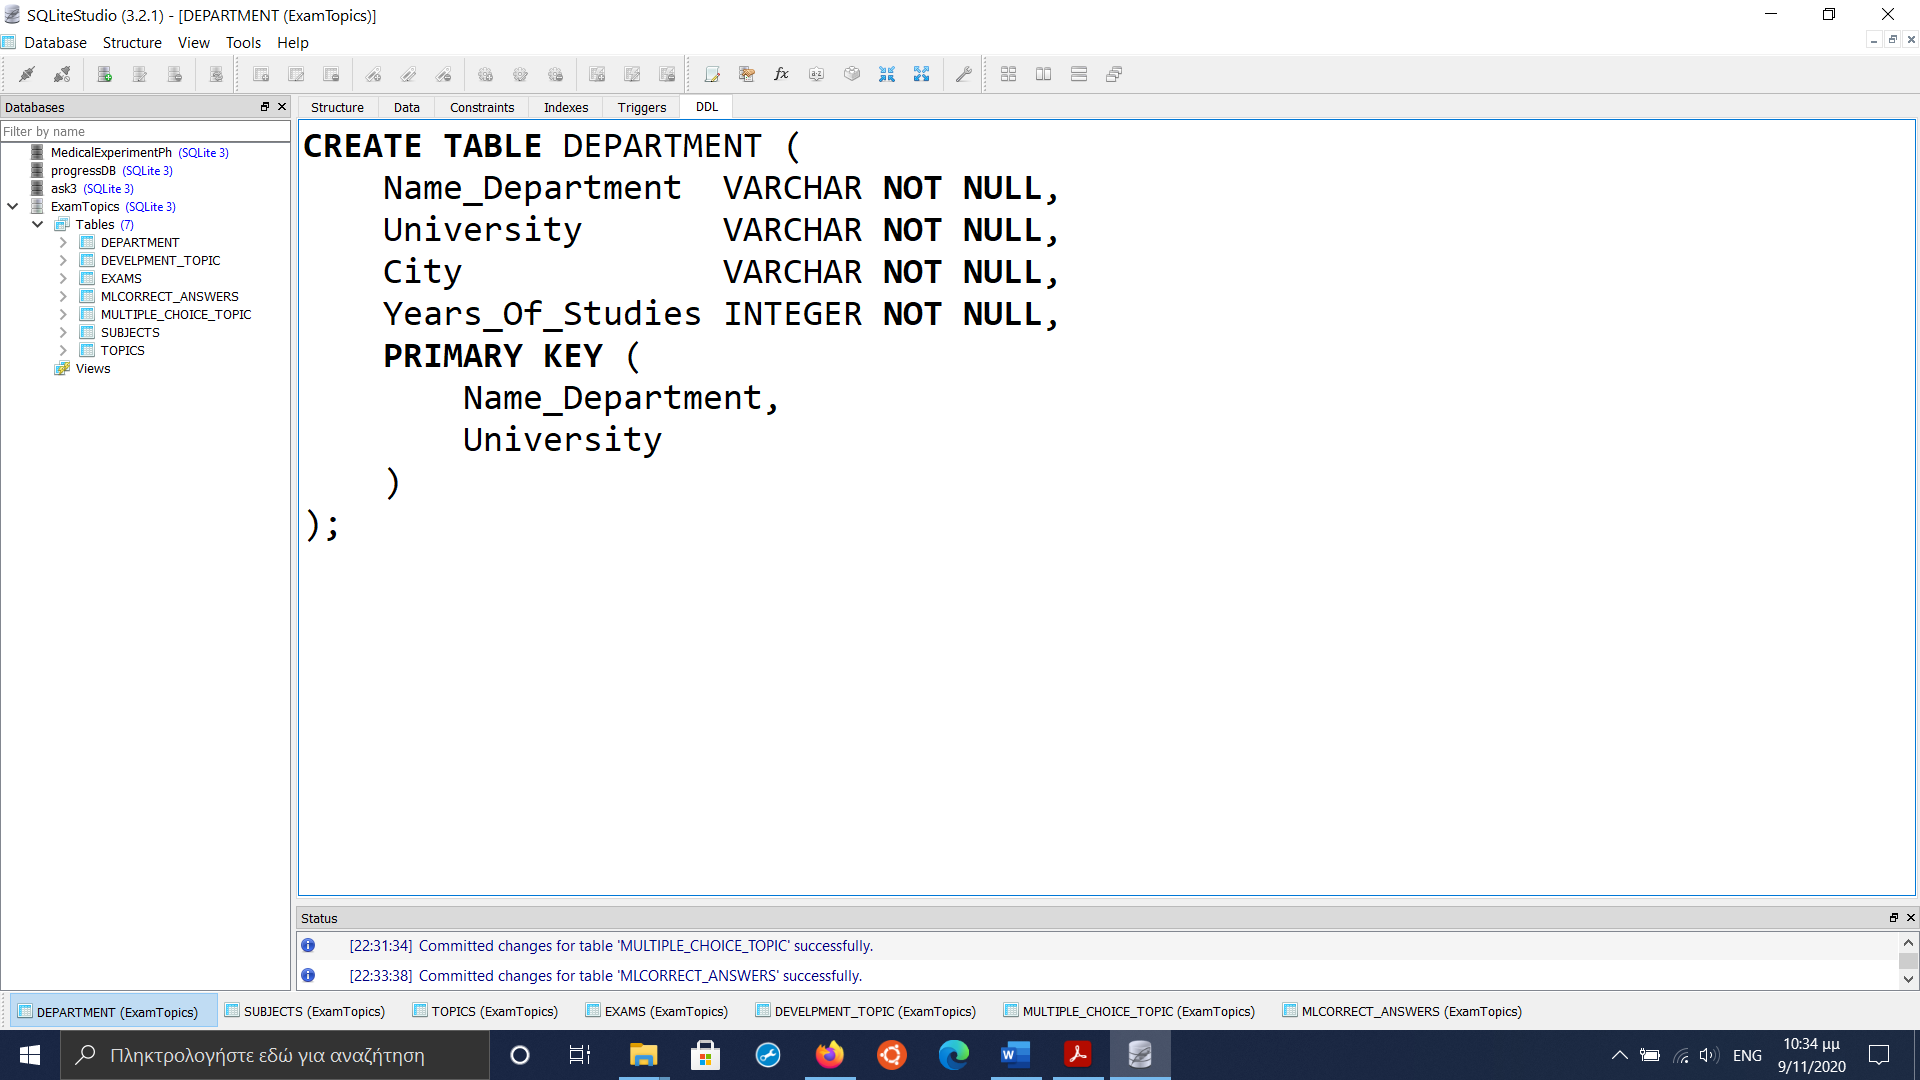 SQLiteStudio (3.2.1) - [DEPARTMENT (ExamTopics)]
Database Structure View Tools Help
Databases
Filter by name
MedicalExperimentPh (SQLite 3)
progressDB (SQLite 3)
ask3 (SQLite 3)
ExamTopics (SQLite 3)
Tables (7)
DEPARTMENT
DEVELPMENT_TOPIC
EXAMS
MLCORRECT_ANSWERS
MULTIPLE_CHOICE_TOPIC
SUBJECTS
TOPICS
Views
Structure Data Constraints Indexes Triggers DDL
CREATE TABLE DEPARTMENT (
Name_Department VARCHAR NOT NULL,
University VARCHAR NOT NULL,
City VARCHAR NOT NULL,
Years_Of_Studies INTEGER NOT NULL,
PRIMARY KEY (
Name_Department,
University
)
);
Status
[22:31:34] Committed changes for table 'MULTIPLE_CHOICE_TOPIC' successfully.
[22:33:38] Committed changes for table 'MLCORRECT_ANSWERS' successfully.
DEPARTMENT (ExamTopics) SUBJECTS (ExamTopics) TOPICS (ExamTopics) EXAMS (ExamTopics) DEVELPMENT_TOPIC (ExamTopics) MULTIPLE_CHOICE_TOPIC (ExamTopics) MLCORRECT_ANSWERS (ExamTopics)
Πληκτρολογήστε εδώ για αναζήτηση
ENG
10:34 μμ
9/11/2020